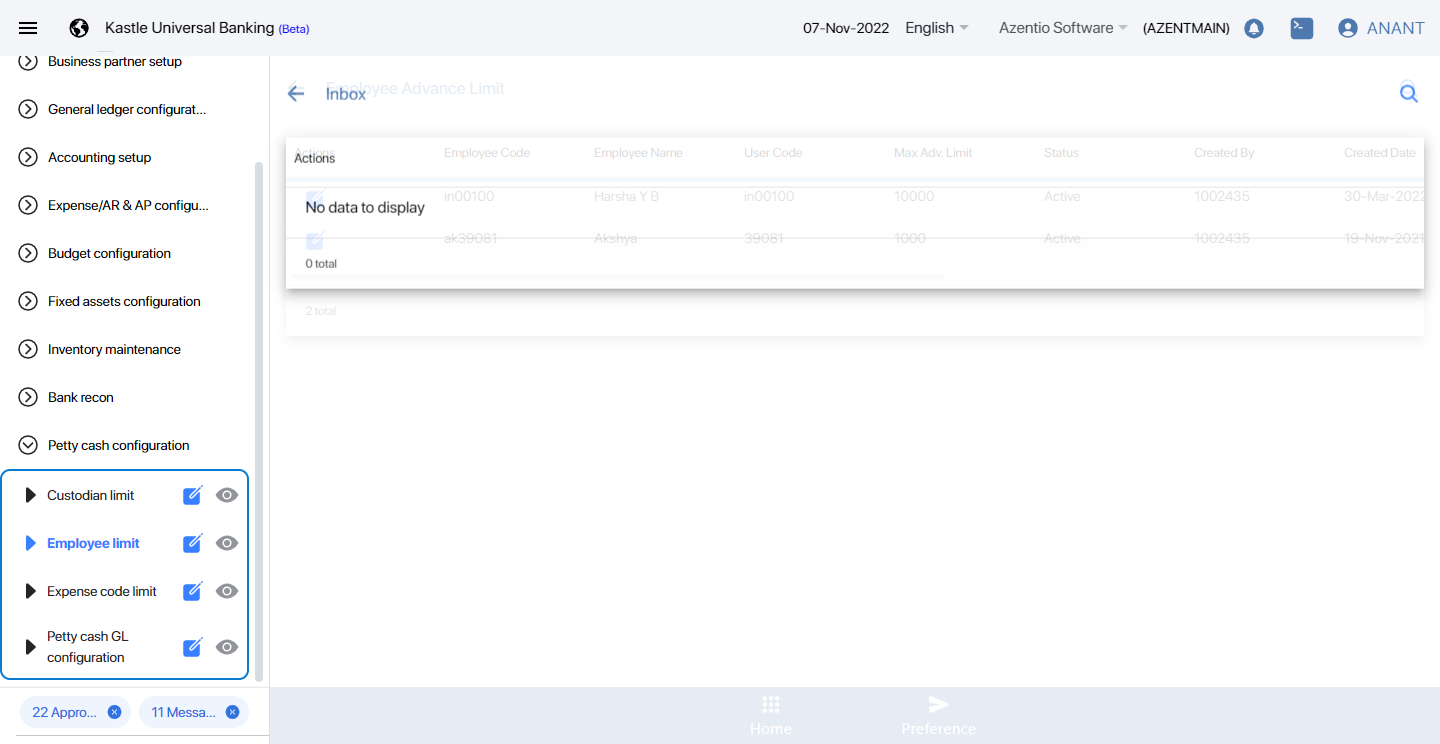 Kastle Universal Banking (Beta)
07-Nov-2022 English Azentio Software (AZENTMAIN) ANANT
Business partner setup
General ledger configurat...
Accounting setup
Expense/AR & AP configu...
Budget configuration
Fixed assets configuration
Inventory maintenance
Bank recon
Petty cash configuration
Custodian limit
Employee limit
Expense code limit
Petty cash GL
configuration
22 Appro...
11 Messa...
Employee Advance Limit
Inbox
Actions Employee Code Employee Name User Code Max Adv. Limit Status Created By Created Date
Actions
in00100 Harsha Y B in00100 10000 Active 1002435 30-Mar-2022
No data to display
ak39081 Akshya 39081 1000 Active 1002435 19-Nov-2021
0 total
2 total
Home Preference